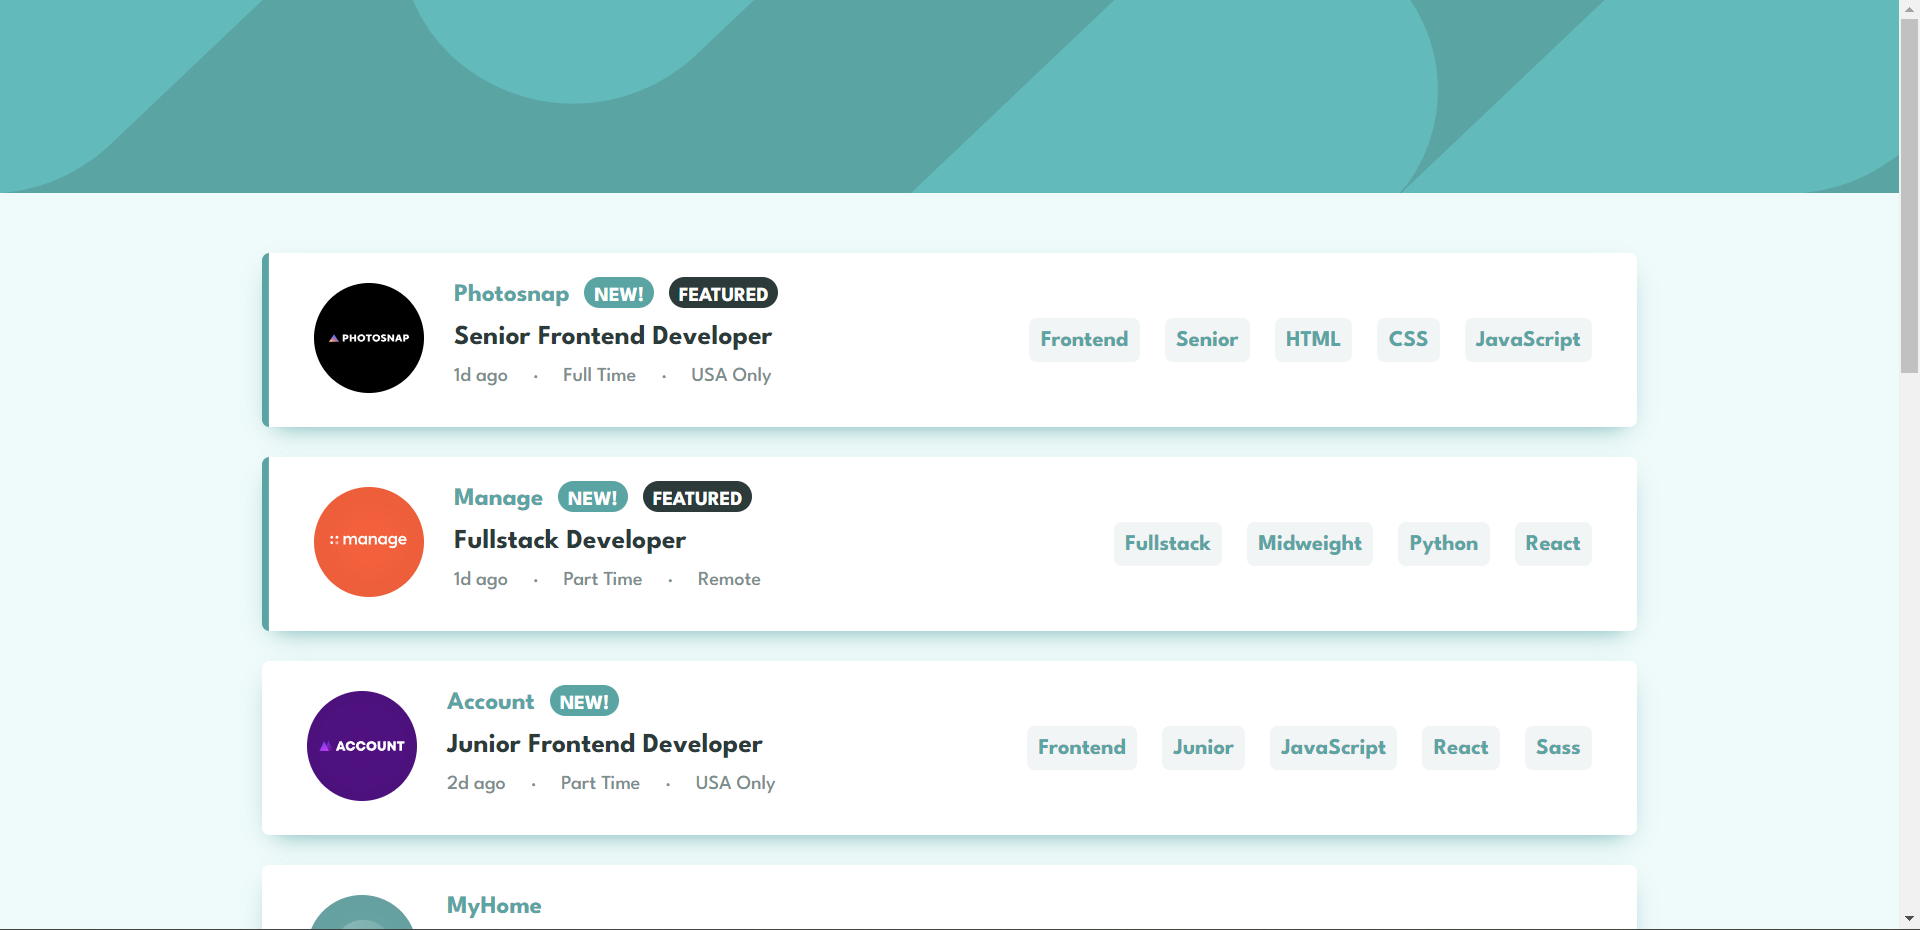 Photosnap NEW! FEATURED
PHOTOSNAP
Senior Frontend Developer
1d ago · Full Time · USA Only
Frontend Senior HTML CSS JavaScript
Manage NEW! FEATURED
manage
Fullstack Developer
1d ago · Part Time · Remote
Fullstack Midweight Python React
Account NEW!
ACCOUNT
Junior Frontend Developer
2d ago · Part Time · USA Only
Frontend Junior JavaScript React Sass
MyHome